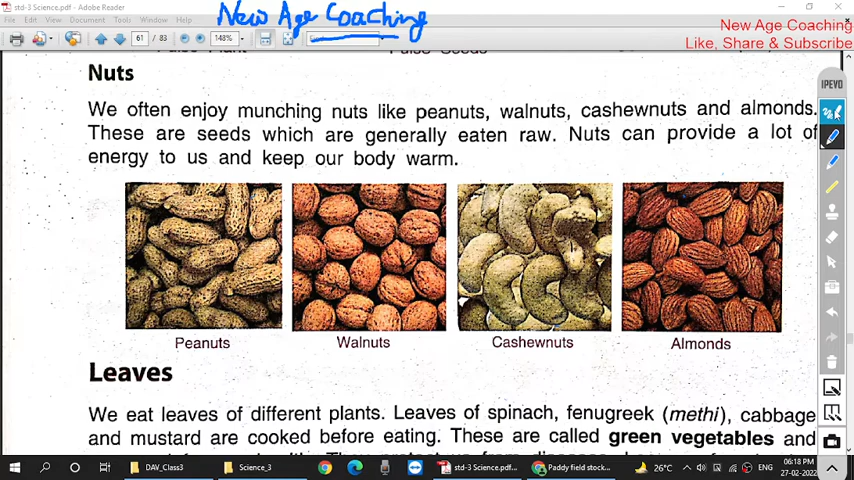 std-3 Science.pdf - Adobe Reader
File Edit View Document Tools Window Help
New Age Coaching
New Age Coaching
Like, Share & Subscribe
61 / 83
148%
Pulse Plant
Pulse Seeds
IPEVO
Nuts
We often enjoy munching nuts like peanuts, walnuts, cashewnuts and almonds.
These are seeds which are generally eaten raw. Nuts can provide a lot of
energy to us and keep our body warm.
Peanuts
Walnuts
Cashewnuts
Almonds
Leaves
We eat leaves of different plants. Leaves of spinach, fenugreek (methi), cabbage
and mustard are cooked before eating. These are called green vegetables and
DAV_Class3
Science_3
std-3 Science.pdf...
Paddy field stock...
26°C
ENG
06:18 PM
27-02-2022